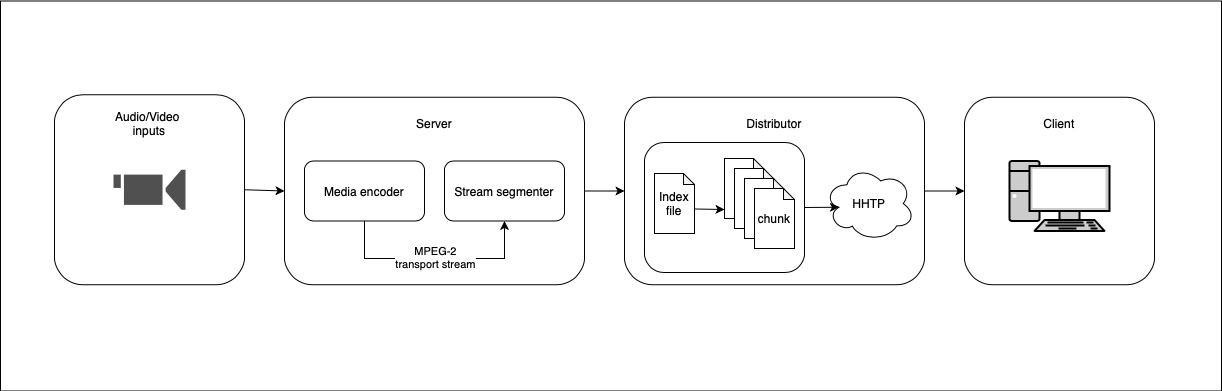 Audio/Video
inputs
Server
Media encoder
Stream segmenter
MPEG-2
transport stream
Distributor
Index
file
chunk
HHTP
Client